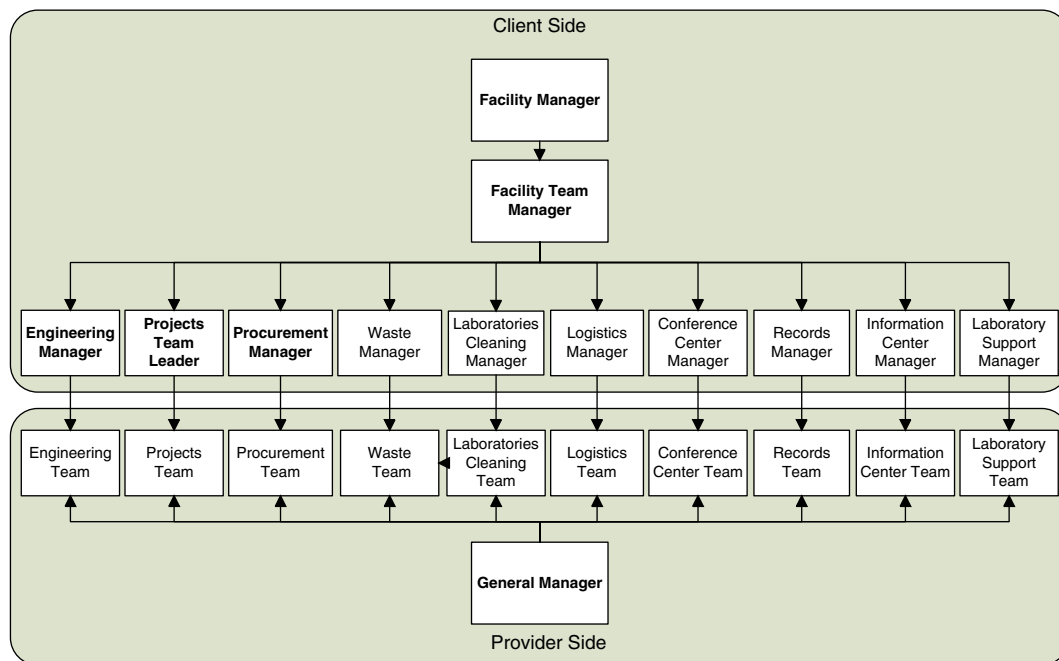 Client Side
Facility Manager
Facility Team
Manager
Engineering
Manager
Projects
Team
Leader
Procurement
Manager
Waste
Manager
Laboratories
Cleaning
Manager
Logistics
Manager
Conference
Center Manager
Records
Manager
Information
Center Manager
Laboratory
Support
Manager
Engineering
Team
Projects
Team
Procurement
Team
Waste
Team
Laboratories
Cleaning
Team
Logistics
Team
Conference
Center Team
Records
Team
Information
Center Team
Laboratory
Support
Team
General Manager
Provider Side